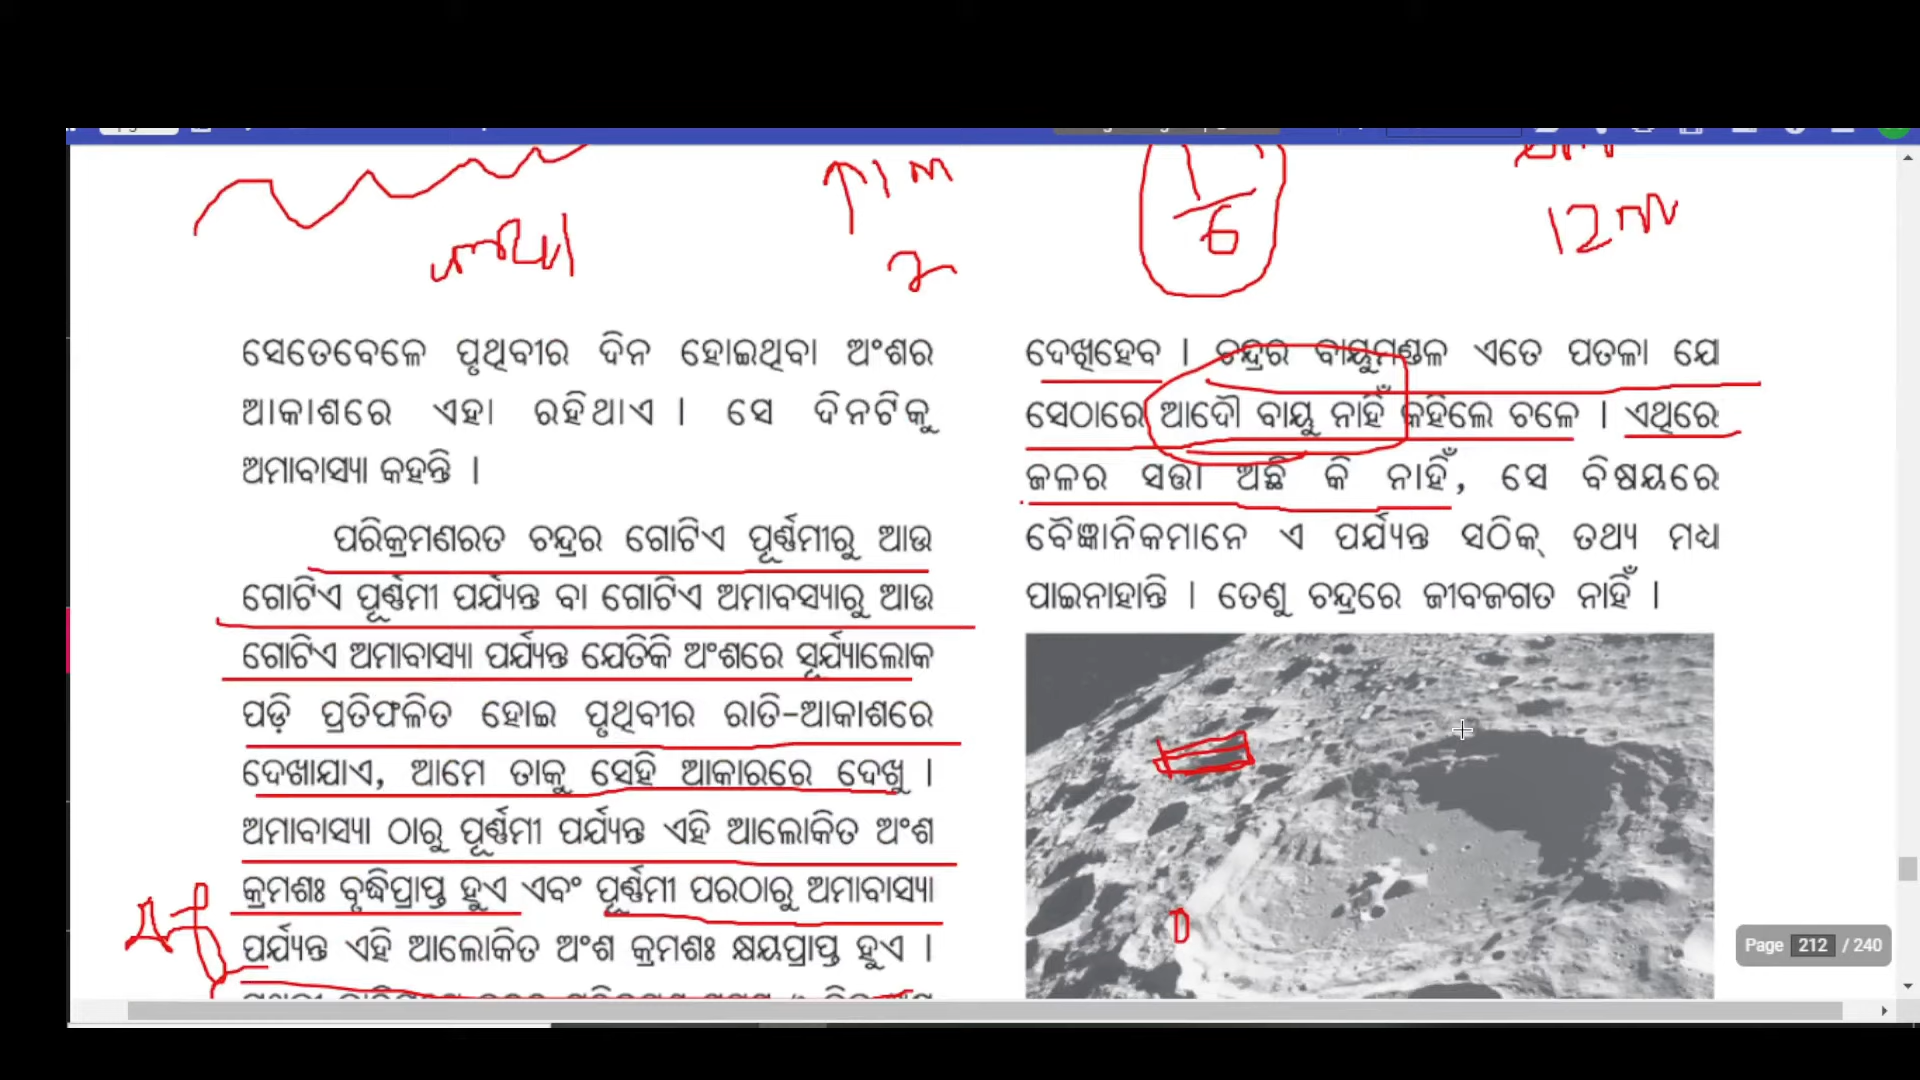 1 m
1
6
12 m
2
ସେତେବେଳେ ପୃଥିବୀର ଦିନ ହୋଇଥିବା ଅଂଶର
ଆକାଶରେ ଏହା ରହିଥାଏ । ସେ ଦିନଟିକୁ
ଅମାବାସ୍ୟା କହନ୍ତି ।
ପରିକ୍ରମଣରତ ଚନ୍ଦ୍ରର ଗୋଟିଏ ପୂର୍ଣ୍ଣମୀରୁ ଆଉ
ଗୋଟିଏ ପୂର୍ଣ୍ଣମୀ ପର୍ଯ୍ୟନ୍ତ ବା ଗୋଟିଏ ଅମାବସ୍ୟାରୁ ଆଉ
ଗୋଟିଏ ଅମାବାସ୍ୟା ପର୍ଯ୍ୟନ୍ତ ଯେତିକି ଅଂଶରେ ସୂର୍ଯ୍ୟାଲୋକ
ପଡ଼ି ପ୍ରତିଫଳିତ ହୋଇ ପୃଥିବୀର ରାତି-ଆକାଶରେ
ଦେଖାଯାଏ, ଆମେ ତାକୁ ସେହି ଆକାରରେ ଦେଖୁ ।
ଅମାବାସ୍ୟା ଠାରୁ ପୂର୍ଣ୍ଣମୀ ପର୍ଯ୍ୟନ୍ତ ଏହି ଆଲୋକିତ ଅଂଶ
କ୍ରମଶଃ ବୃଦ୍ଧିପ୍ରାପ୍ତ ହୁଏ ଏବଂ ପୂର୍ଣ୍ଣମୀ ପରଠାରୁ ଅମାବାସ୍ୟା
ପର୍ଯ୍ୟନ୍ତ ଏହି ଆଲୋକିତ ଅଂଶ କ୍ରମଶଃ କ୍ଷୟପ୍ରାପ୍ତ ହୁଏ ।
ଦେଖିହେବ । ଚନ୍ଦ୍ରର ବାୟୁମଣ୍ଡଳ ଏତେ ପତଳା ଯେ
ସେଠାରେ ଆଦୌ ବାୟୁ ନାହିଁ କହିଲେ ଚଳେ । ଏଥିରେ
ଜଳର ସତ୍ତା ଅଛି କି ନାହିଁ, ସେ ବିଷୟରେ
ବୈଜ୍ଞାନିକମାନେ ଏ ପର୍ଯ୍ୟନ୍ତ ସଠିକ୍ ତଥ୍ୟ ମଧ୍ୟ
ପାଇନାହାନ୍ତି । ତେଣୁ ଚନ୍ଦ୍ରରେ ଜୀବଜଗତ ନାହିଁ ।
Page 212 / 240